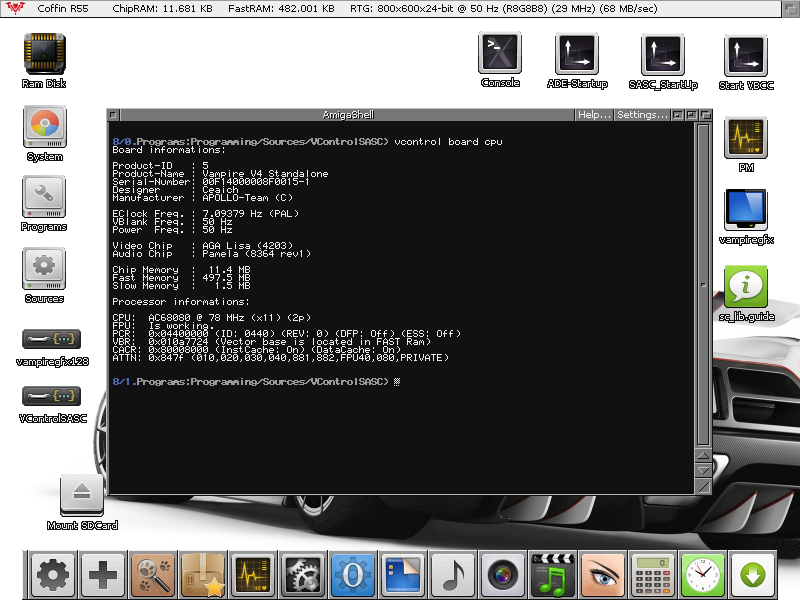 Coffin R55 ChipRAM: 11.681 KB FastRAM: 482.001 KB RTG: 800x600x24-bit @ 50 Hz (R8G8B8) (29 MHz) (68 MB/sec)
Ram Disk
System
Programs
Sources
vampiregfx128
VControlSASC
Mount SDCard
Console
ADE-Startup
SASC_StartUp
Start VBCC
PM
vampiregfx
sc_lib.guide
AmigaShell
Help... Settings...
8/0.Programs:Programming/Sources/VControlSASC> vcontrol board cpu
Board informations:
Product-ID : 5
Product-Name : Vampire V4 Standalone
Serial-Number: 00F14000008F0015-1
Designer : Ceaich
Manufacturer : APOLLO-Team (C)
EClock Freq. : 7.09379 Hz (PAL)
VBlank Freq. : 50 Hz
Power Freq. : 50 Hz
Video Chip : AGA Lisa (4203)
Audio Chip : Pamela (8364 rev1)
Chip Memory : 11.4 MB
Fast Memory : 497.5 MB
Slow Memory : 1.5 MB
Processor informations:
CPU: AC68080 @ 78 MHz (x11) (2p)
FPU: Is working.
PCR: 0x04400000 (ID: 0440) (REV: 0) (DFP: Off) (ESS: Off)
VBR: 0x010a7724 (Vector base is located in FAST Ram)
CACR: 0x80008000 (InstCache: On) (DataCache: On)
ATTN: 0x847f (010,020,030,040,881,882,FPU40,080,PRIVATE)
8/1.Programs:Programming/Sources/VControlSASC>